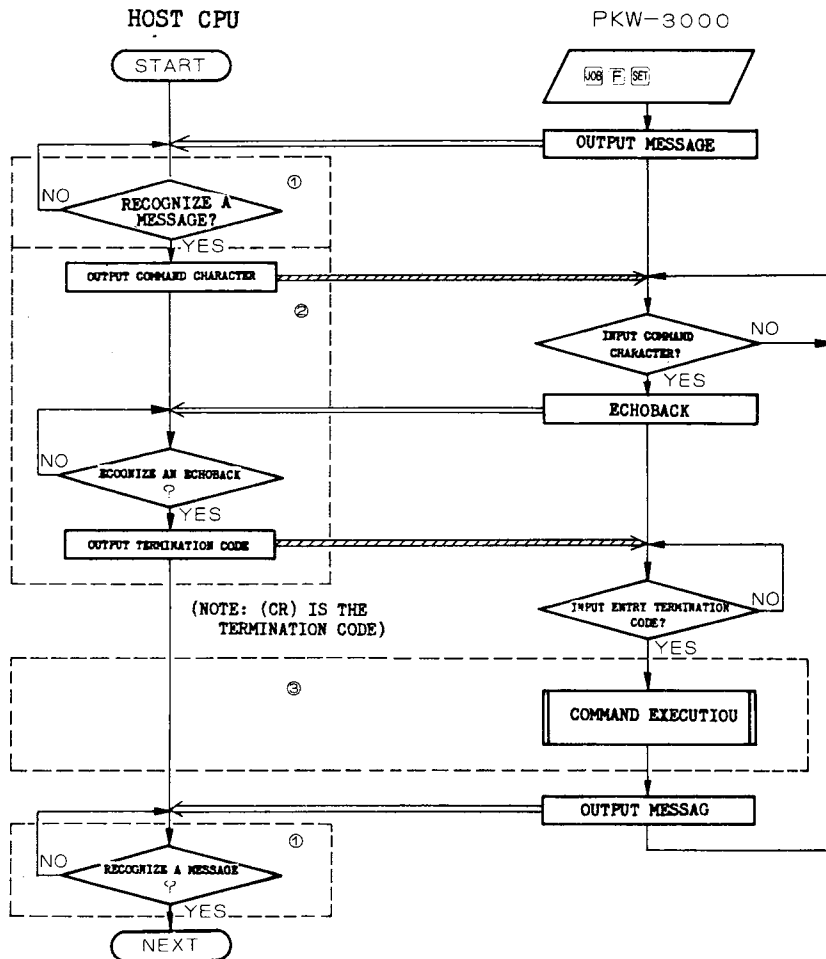 HOST CPU
PKW-3000
START
JOB F SET
OUTPUT MESSAGE
①
NO
RECOGNIZE A
MESSAGE?
YES
OUTPUT COMMAND CHARACTER
②
INPUT COMMAND
CHARACTER?
NO
YES
ECHOBACK
NO
ECOGNIZE AN ECHOBACK
?
YES
OUTPUT TERMINATION CODE
(NOTE: (CR) IS THE
TERMINATION CODE)
INPUT ENTRY TERMINATION
CODE?
NO
YES
③
COMMAND EXECUTIOU
OUTPUT MESSAG
①
NO
RECOGNIZE A MESSAGE
?
YES
NEXT